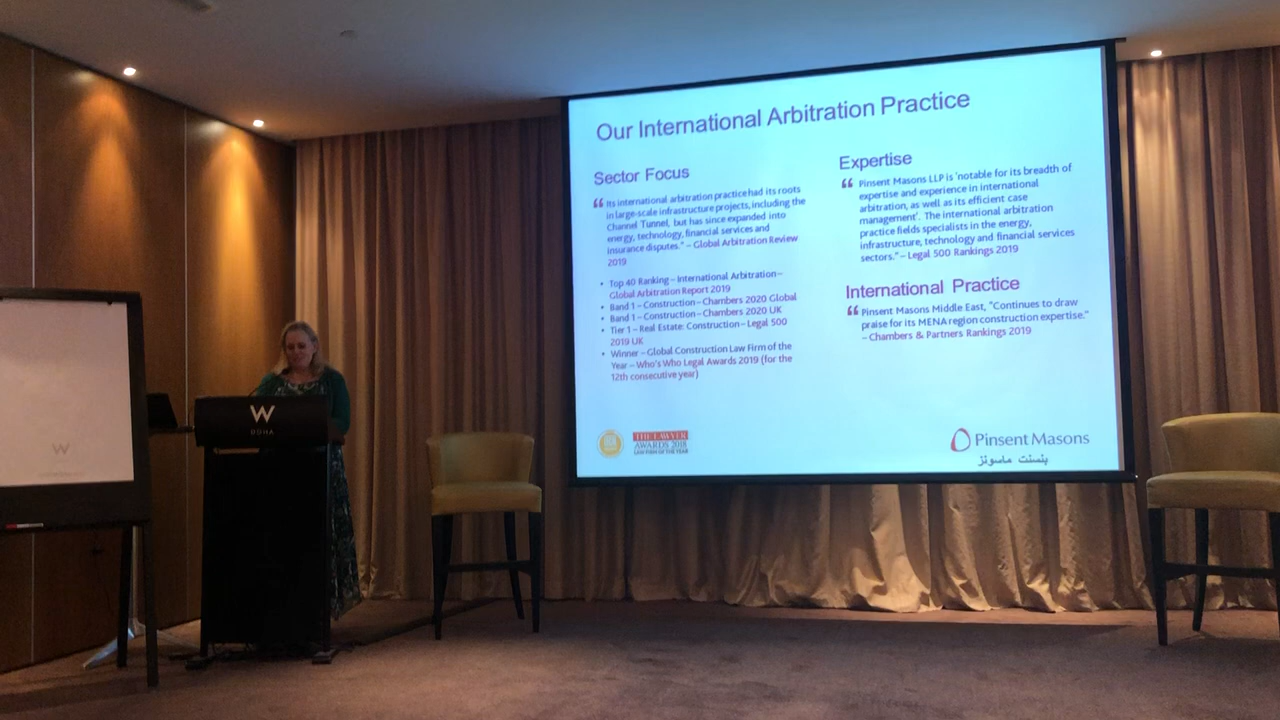 Our International Arbitration Practice
Sector Focus
“ Its international arbitration practice had its roots
in large-scale infrastructure projects, including the
Channel Tunnel, but has since expanded into
energy, technology, financial services and
insurance disputes." – Global Arbitration Review
2019
• Top 40 Ranking – International Arbitration –
Global Arbitration Report 2019
• Band 1 – Construction – Chambers 2020 Global
• Band 1 – Construction – Chambers 2020 UK
• Tier 1 – Real Estate: Construction – Legal 500
2019 UK
• Winner – Global Construction Law Firm of the
Year – Who's Who Legal Awards 2019 (for the
12th consecutive year)
Expertise
“ Pinsent Masons LLP is 'notable for its breadth of
expertise and experience in international
arbitration, as well as its efficient case
management'. The international arbitration
practice fields specialists in the energy,
infrastructure, technology and financial services
sectors." – Legal 500 Rankings 2019
International Practice
“ Pinsent Masons Middle East, "Continues to draw
praise for its MENA region construction expertise."
– Chambers & Partners Rankings 2019
THE LAWYER
AWARDS 2018
LAW FIRM OF THE YEAR
Pinsent Masons
بنسنت ماسونز
W
DOHA
W